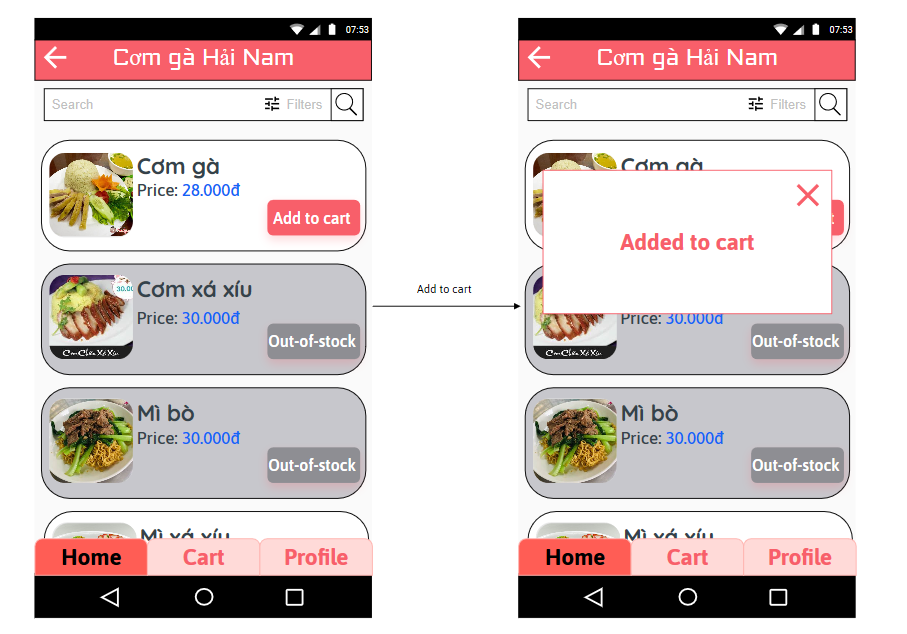 07:53
Cơm gà Hải Nam
Search
Filters
Cơm gà
Price: 28.000đ
Add to cart
30.00
Cơm xá xíu
Price: 30.000đ
Out-of-stock
Mì bò
Price: 30.000đ
Out-of-stock
Mì xá xíu
Home
Cart
Profile
Add to cart
07:53
Cơm gà Hải Nam
Search
Filters
Cơm gà
Added to cart
Price: 30.000đ
Out-of-stock
Mì bò
Price: 30.000đ
Out-of-stock
Mì xá xíu
Home
Cart
Profile